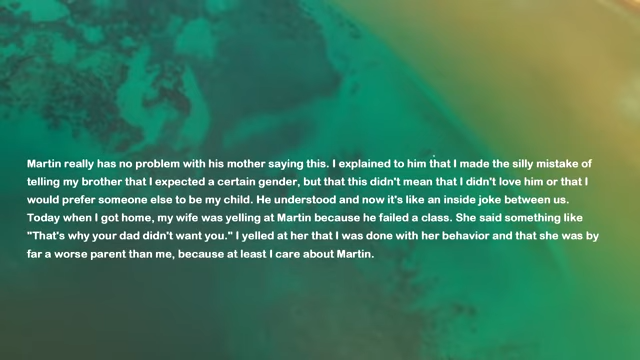 Martin really has no problem with his mother saying this. I explained to him that I made the silly mistake of
telling my brother that I expected a certain gender, but that this didn't mean that I didn't love him or that I
would prefer someone else to be my child. He understood and now it's like an inside joke between us.
Today when I got home, my wife was yelling at Martin because he failed a class. She said something like
"That's why your dad didn't want you." I yelled at her that I was done with her behavior and that she was by
far a worse parent than me, because at least I care about Martin.